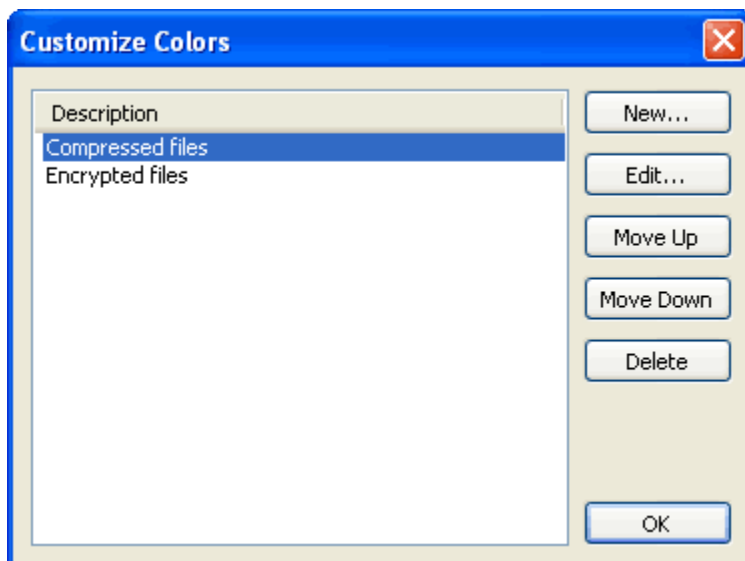 Customize Colors
Description
Compressed files
Encrypted files
New...
Edit...
Move Up
Move Down
Delete
OK